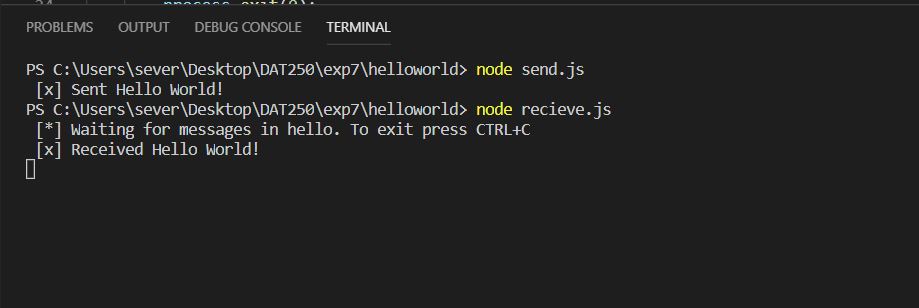 24 process.exit(0);
PROBLEMS OUTPUT DEBUG CONSOLE TERMINAL
PS C:\Users\sever\Desktop\DAT250\exp7\helloworld> node send.js
[x] Sent Hello World!
PS C:\Users\sever\Desktop\DAT250\exp7\helloworld> node recieve.js
[*] Waiting for messages in hello. To exit press CTRL+C
[x] Received Hello World!